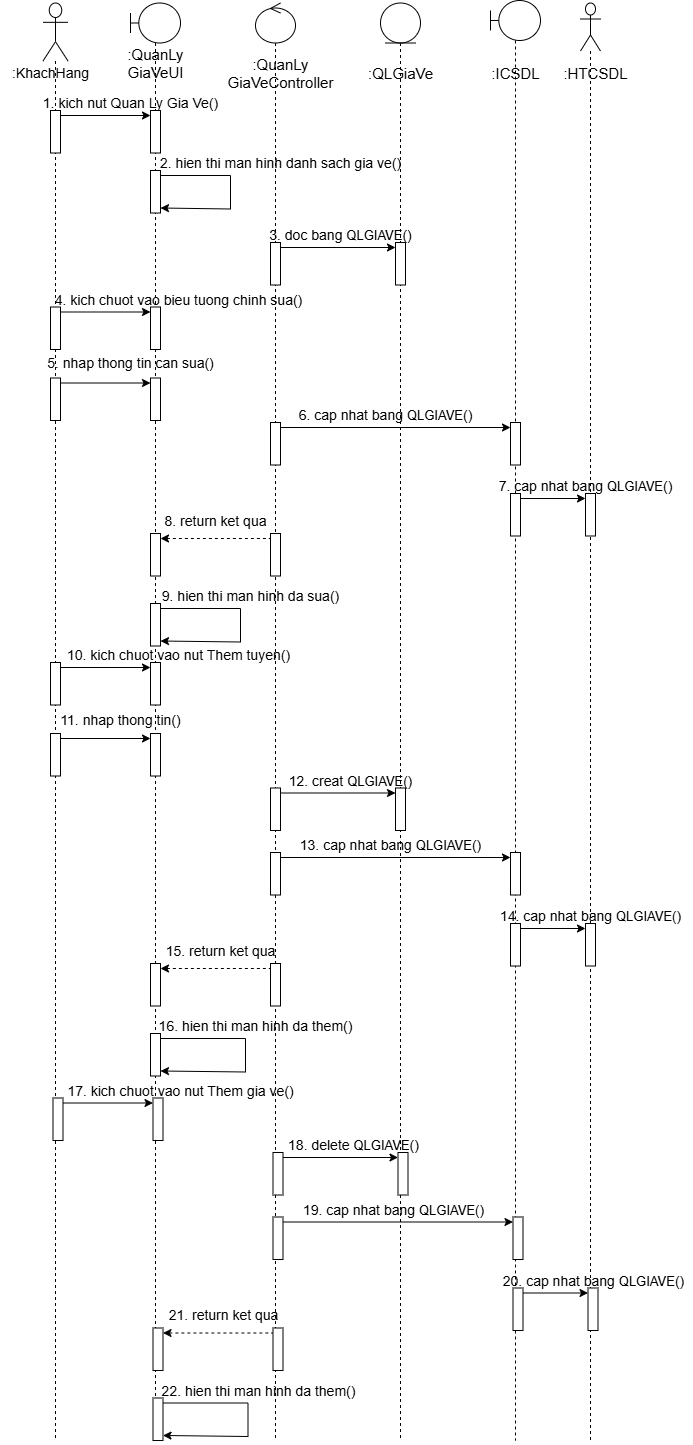 :KhachHang
:QuanLy
GiaVeUI
:QuanLy
GiaVeController
:QLGiaVe
:ICSDL
:HTCSDL
1. kich nut Quan Ly Gia Ve()
2. hien thi man hinh danh sach gia ve()
3. doc bang QLGIAVE()
4. kich chuot vao bieu tuong chinh sua()
5. nhap thong tin can sua()
6. cap nhat bang QLGIAVE()
7. cap nhat bang QLGIAVE()
8. return ket qua
9. hien thi man hinh da sua()
10. kich chuot vao nut Them tuyen()
11. nhap thong tin()
12. creat QLGIAVE()
13. cap nhat bang QLGIAVE()
14. cap nhat bang QLGIAVE()
15. return ket qua
16. hien thi man hinh da them()
17. kich chuot vao nut Them gia ve()
18. delete QLGIAVE()
19. cap nhat bang QLGIAVE()
20. cap nhat bang QLGIAVE()
21. return ket qua
22. hien thi man hinh da them()